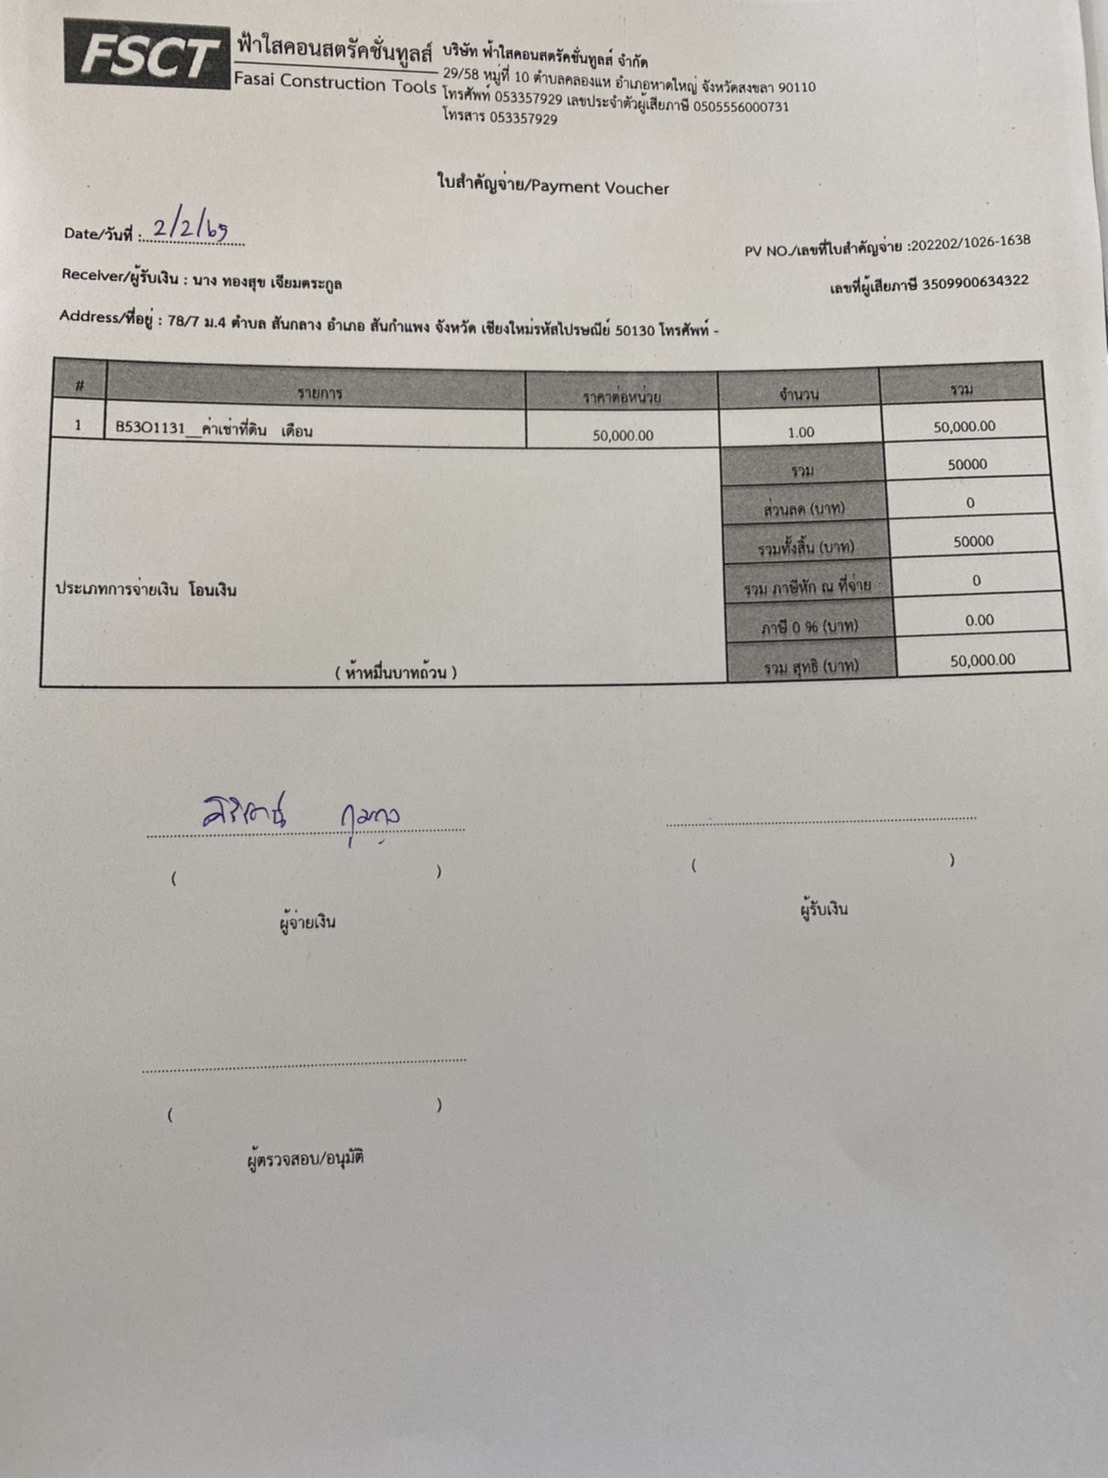 FSCT
ฟ้าใสคอนสตรัคชั่นทูลส์
Fasai Construction Tools
บริษัท ฟ้าใสคอนสตรัคชั่นทูลส์ จำกัด
29/58 หมู่ที่ 10 ตำบลคลองแห อำเภอหาดใหญ่ จังหวัดสงขลา 90110
โทรศัพท์ 053357929 เลขประจำตัวผู้เสียภาษี 0505556000731
โทรสาร 053357929
ใบสำคัญจ่าย/Payment Voucher
Date/วันที่ : 2/2/65
PV NO./เลขที่ใบสำคัญจ่าย :202202/1026-1638
Receiver/ผู้รับเงิน : นาง ทองสุข เจียมตระกูล
เลขที่ผู้เสียภาษี 3509900634322
Address/ที่อยู่ : 78/7 ม.4 ตำบล สันกลาง อำเภอ สันกำแพง จังหวัด เชียงใหม่รหัสไปรษณีย์ 50130 โทรศัพท์ -
# รายการ ราคาต่อหน่วย จำนวน รวม
1 B53O1131__ค่าเช่าที่ดิน เดือน 50,000.00 1.00 50,000.00
รวม 50000
ส่วนลด (บาท) 0
รวมทั้งสิ้น (บาท) 50000
ประเภทการจ่ายเงิน โอนเงิน
รวม ภาษีหัก ณ ที่จ่าย 0
ภาษี 0 % (บาท) 0.00
( ห้าหมื่นบาทถ้วน )
รวม สุทธิ (บาท) 50,000.00
( )
( )
ผู้จ่ายเงิน
ผู้รับเงิน
( )
ผู้ตรวจสอบ/อนุมัติ